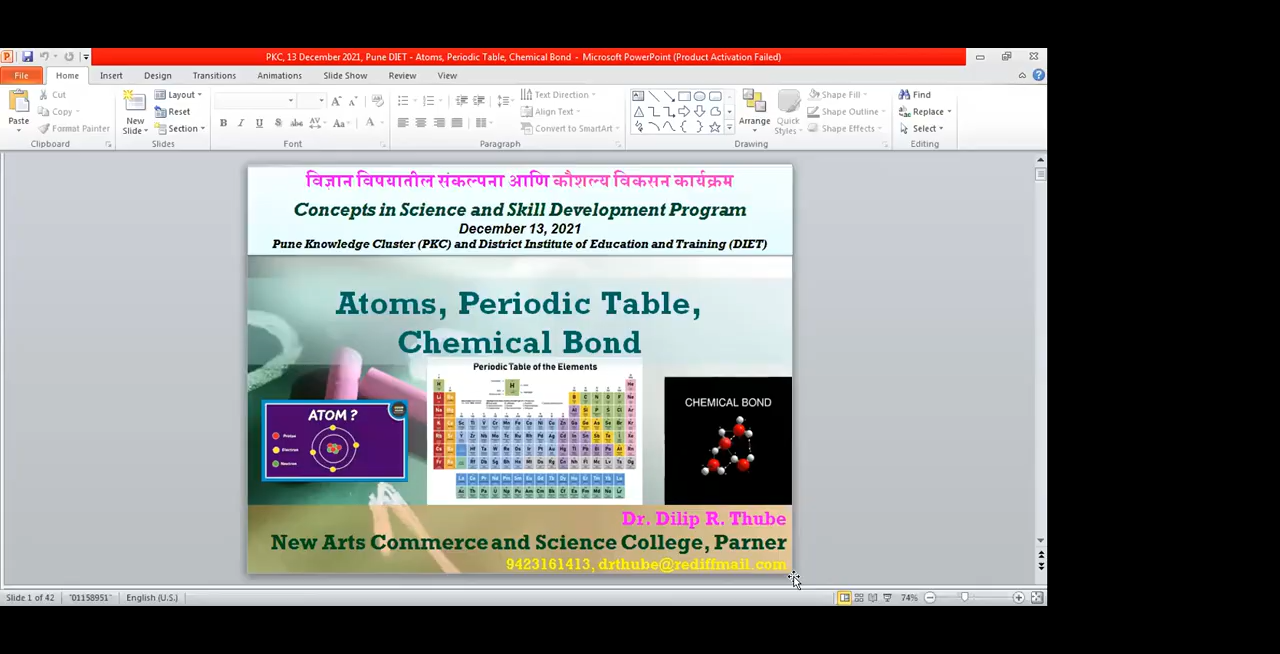 PKC, 13 December 2021, Pune DIET - Atoms, Periodic Table, Chemical Bond - Microsoft PowerPoint (Product Activation Failed)
File Home Insert Design Transitions Animations Slide Show Review View
Paste
Cut
Copy
Format Painter
Clipboard
New Slide
Layout
Reset
Section
Slides
Font
Text Direction
Align Text
Convert to SmartArt
Paragraph
Arrange
Quick Styles
Shape Fill
Shape Outline
Shape Effects
Drawing
Find
Replace
Select
Editing
विज्ञान विषयातील संकल्पना आणि कौशल्य विकसन कार्यक्रम
Concepts in Science and Skill Development Program
December 13, 2021
Pune Knowledge Cluster (PKC) and District Institute of Education and Training (DIET)
Atoms, Periodic Table,
Chemical Bond
Periodic Table of the Elements
ATOM ?
Proton
Electron
Neutron
CHEMICAL BOND
Dr. Dilip R. Thube
New Arts Commerce and Science College, Parner
9423161413, drthube@rediffmail.com
Slide 1 of 42 "01158951" English (U.S.) 74%